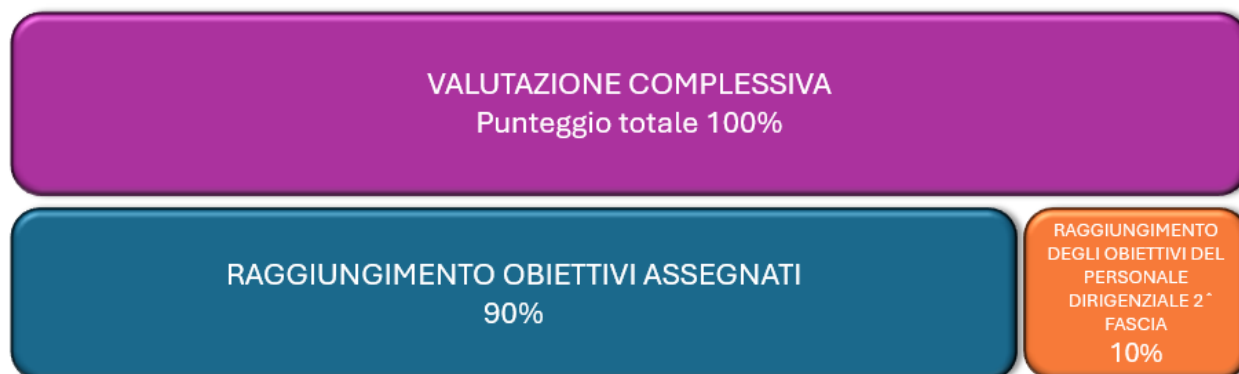 VALUTAZIONE COMPLESSIVA
Punteggio totale 100%
RAGGIUNGIMENTO OBIETTIVI ASSEGNATI
90%
RAGGIUNGIMENTO
DEGLI OBIETTIVI DEL
PERSONALE
DIRIGENZIALE 2^
FASCIA
10%